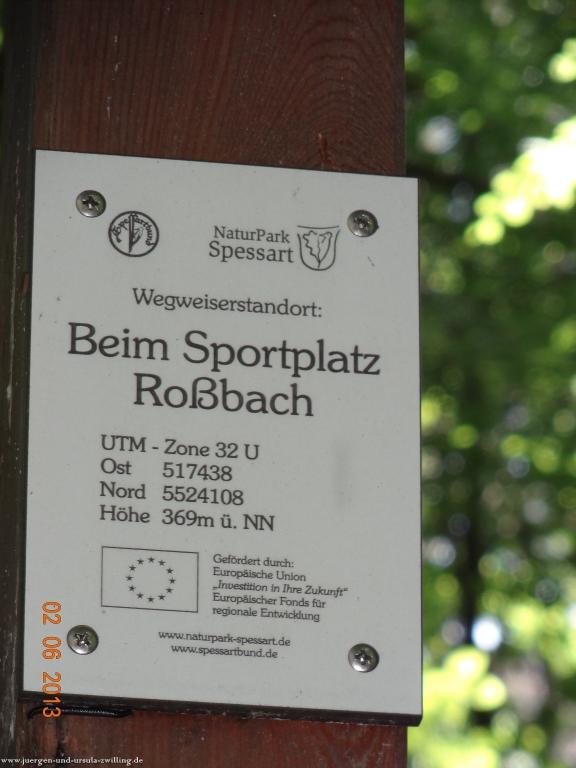 Spessartbund
NaturPark
Spessart
Wegweiserstandort:
Beim Sportplatz
Roßbach
UTM - Zone 32 U
Ost 517438
Nord 5524108
Höhe 369m ü. NN
Gefördert durch:
Europäische Union
„Investition in Ihre Zukunft"
Europäischer Fonds für
regionale Entwicklung
www.naturpark-spessart.de
www.spessartbund.de
02 06 2013
www.juergen-und-ursula-zwilling.de